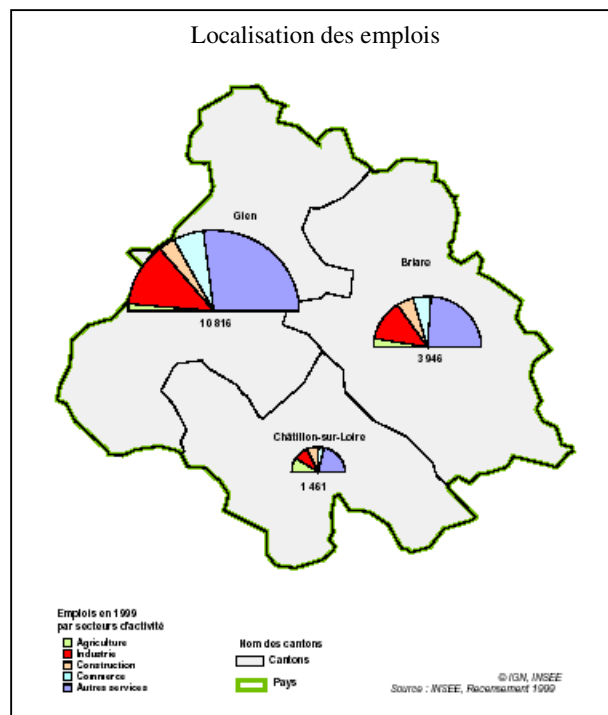 Localisation des emplois
Gien
Briare
10 816
3 946
Châtillon-sur-Loire
1 461
Emplois en 1999
par secteurs d'activité
Agriculture
Industrie
Construction
Commerce
Autres services
Nom des cantons
Cantons
Pays
© IGN, INSEE
Source : INSEE, Recensement 1999